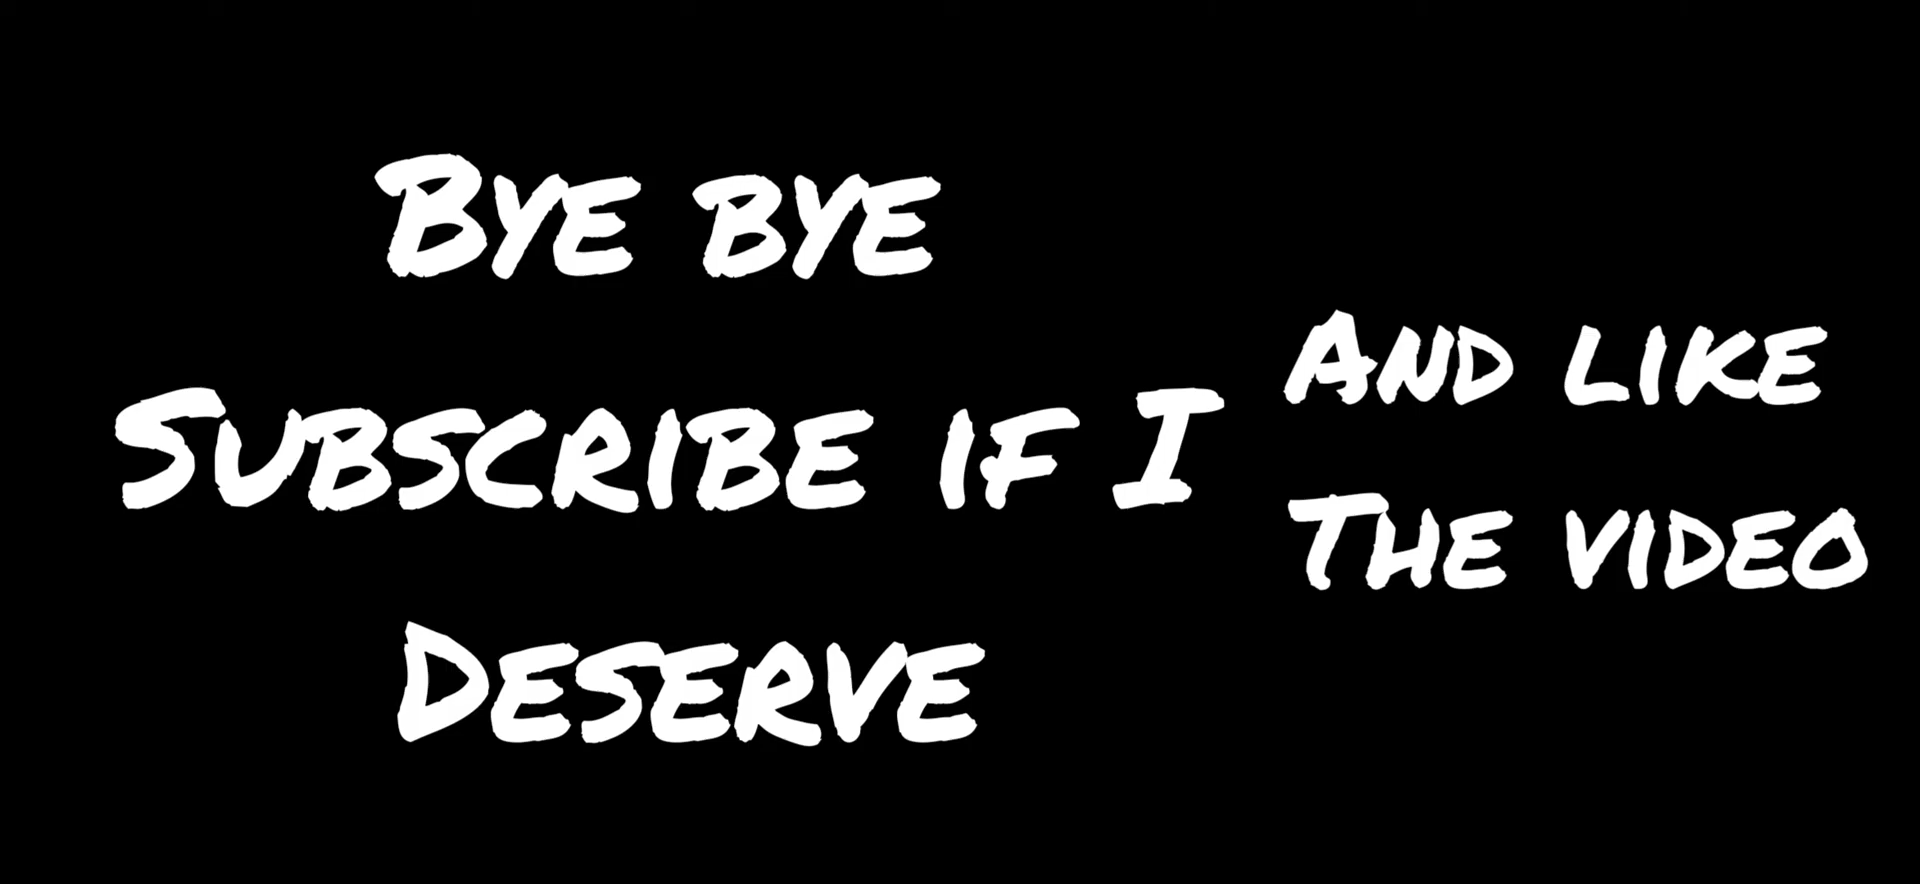 Bye bye
Subscribe if I
Deserve
And like
The video